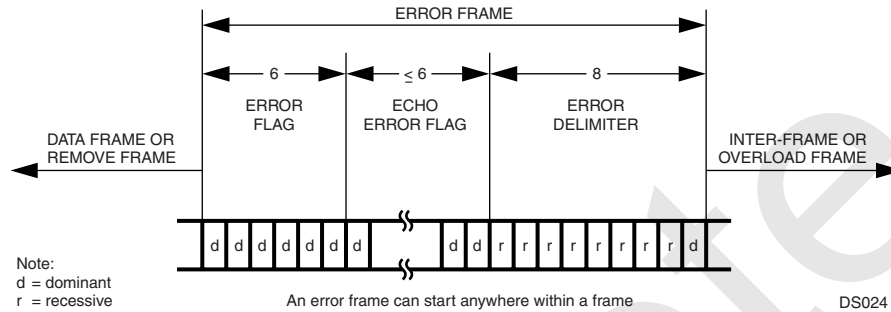 ERROR FRAME
6
≤ 6
8
ERROR
FLAG
ECHO
ERROR FLAG
ERROR
DELIMITER
DATA FRAME OR
REMOVE FRAME
INTER-FRAME OR
OVERLOAD FRAME
d d d d d d d d d r r r r r r r d
Note:
d = dominant
r = recessive
An error frame can start anywhere within a frame
DS024